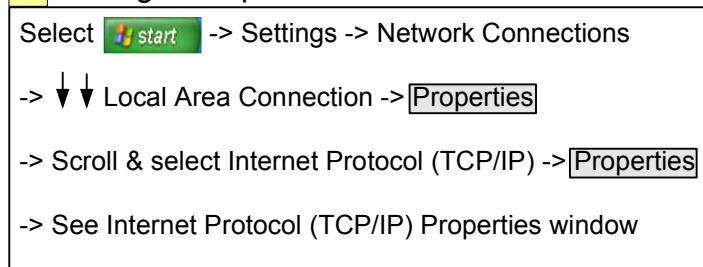 Select start -> Settings -> Network Connections
-> Local Area Connection -> Properties
-> Scroll & select Internet Protocol (TCP/IP) -> Properties
-> See Internet Protocol (TCP/IP) Properties window